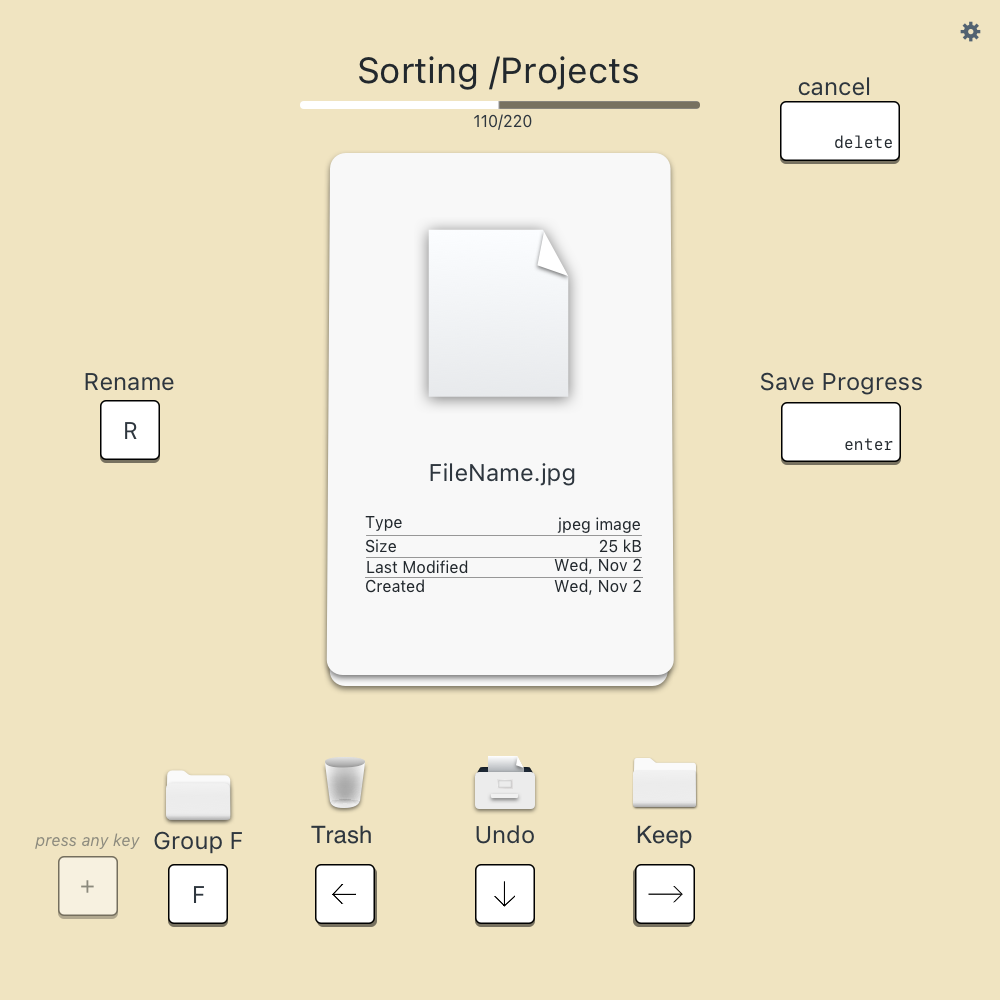 Sorting /Projects
110/220
cancel
delete
Rename
R
Save Progress
enter
FileName.jpg
Type jpeg image
Size 25 kB
Last Modified Wed, Nov 2
Created Wed, Nov 2
press any key
+
Group F
F
Trash
←
Undo
↓
Keep
→